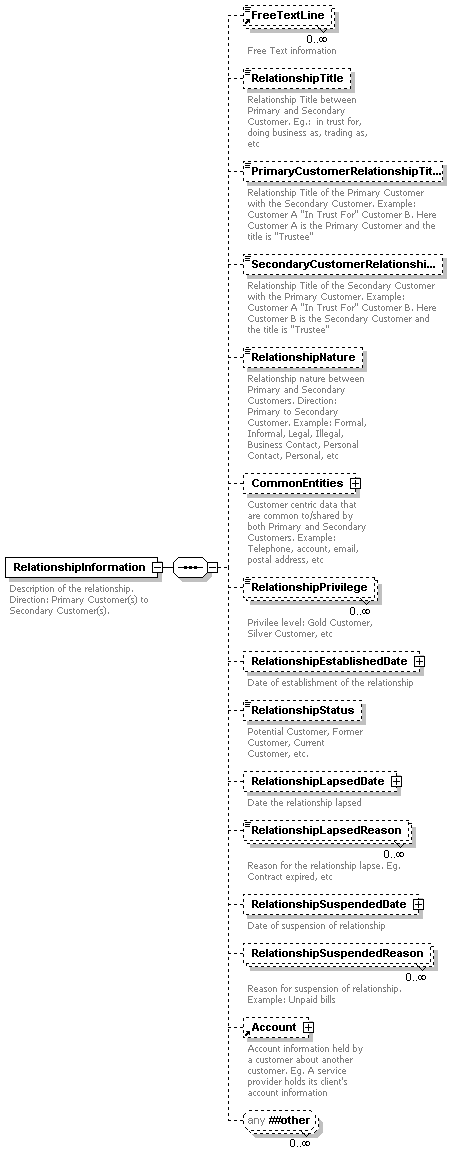 FreeTextLine
0..∞
Free Text information
RelationshipTitle
Relationship Title between
Primary and Secondary
Customer. Eg.: in trust for,
doing business as, trading as,
etc
PrimaryCustomerRelationshipTit...
Relationship Title of the Primary Customer
with the Secondary Customer. Example:
Customer A "In Trust For" Customer B. Here
Customer A is the Primary Customer and the
title is "Trustee"
SecondaryCustomerRelationshi...
Relationship Title of the Secondary Customer
with the Primary Customer. Example:
Customer A "In Trust For" Customer B. Here
Customer B is the Secondary Customer and
the title is "Trustee"
RelationshipNature
Relationship nature between
Primary and Secondary
Customers. Direction:
Primary to Secondary
Customer. Example: Formal,
Informal, Legal, Illegal,
Business Contact, Personal
Contact, Personal, etc
CommonEntities
Customer centric data that
are common to/shared by
both Primary and Secondary
Customers. Example:
Telephone, account, email,
postal address, etc
RelationshipInformation
Description of the relationship.
Direction: Primary Customer(s) to
Secondary Customer(s).
RelationshipPrivilege
0..∞
Privilee level: Gold Customer,
Silver Customer, etc
RelationshipEstablishedDate
Date of establishment of the relationship
RelationshipStatus
Potential Customer, Former
Customer, Current
Customer, etc.
RelationshipLapsedDate
Date the relationship lapsed
RelationshipLapsedReason
0..∞
Reason for the relationship lapse. Eg.
Contract expired, etc
RelationshipSuspendedDate
Date of suspension of relationship
RelationshipSuspendedReason
0..∞
Reason for suspension of relationship.
Example: Unpaid bills
Account
Account information held by
a customer about another
customer. Eg. A service
provider holds its client's
account information
any ##other
0..∞